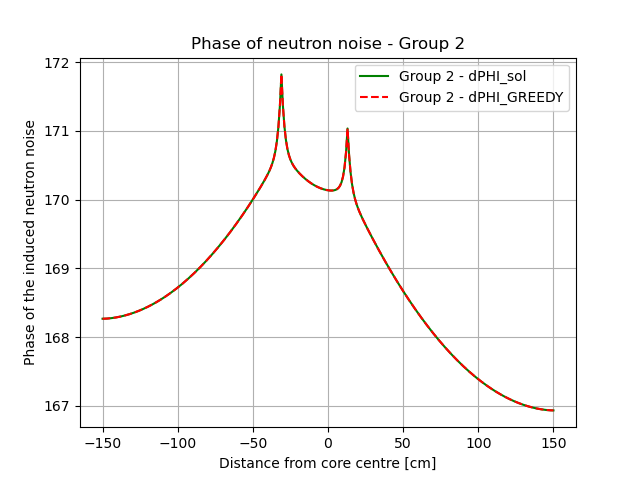 Phase of neutron noise - Group 2
172
171
170
169
168
167
Phase of the induced neutron noise
Group 2 - dPHI_sol
Group 2 - dPHI_GREEDY
−150
−100
−50
0
50
100
150
Distance from core centre [cm]